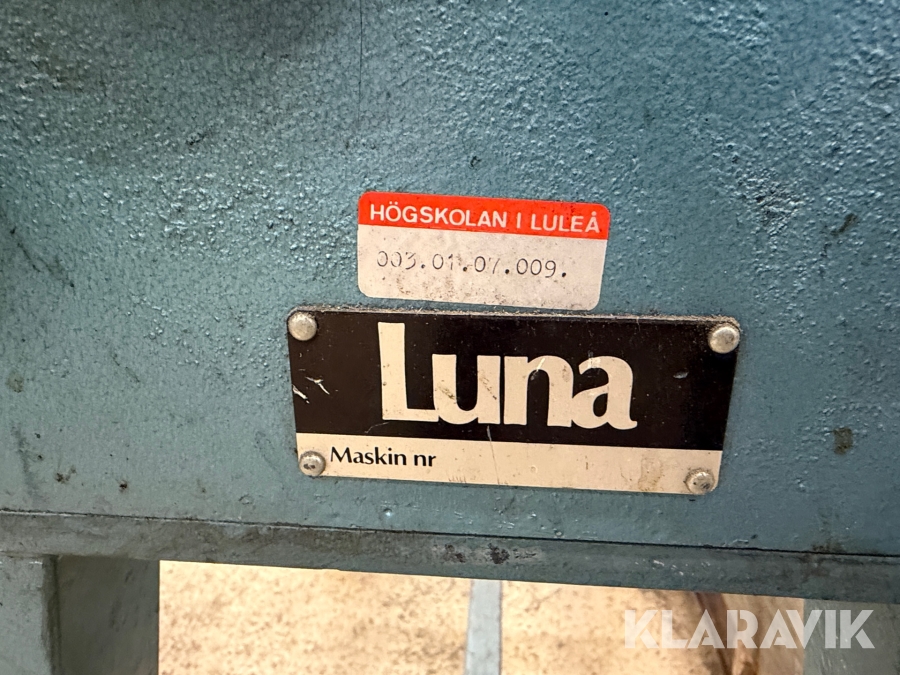 HÖGSKOLAN I LULEÅ
003.01.07.009.
Luna
Maskin nr
KLARAVIK